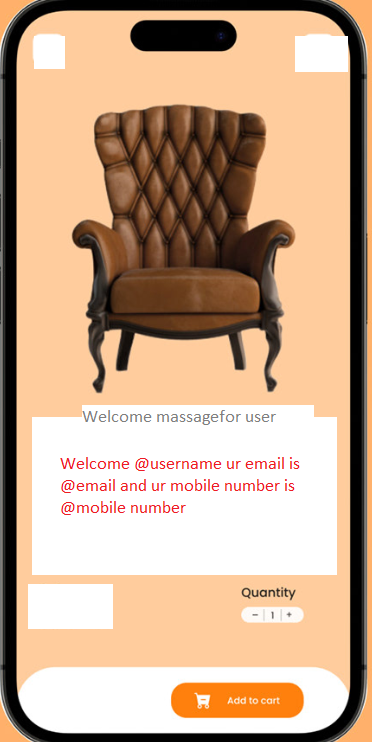 Welcome massagefor user
Welcome @username ur email is
@email and ur mobile number is
@mobile number
Quantity
- 1 +
Add to cart